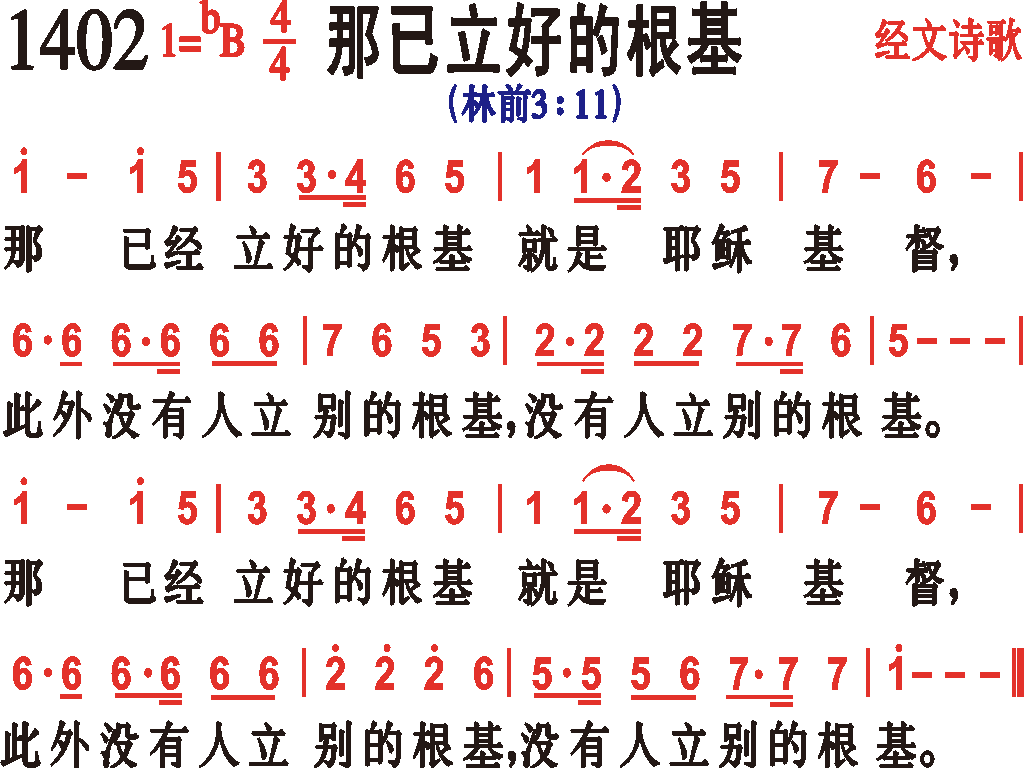 1402 1=♭B 4/4 那已立好的根基 经文诗歌
(林前3:11)
i - i 5 | 3 3·4 6 5 | 1 1·2 3 5 | 7 - 6 - |
那 已经 立好的根基 就是 耶稣 基 督,
6·6 6·6 6 6 | 7 6 5 3 | 2·2 2 2 7·7 6 | 5 - - - |
此外没有人立 别的根基,没有人立别的根 基。
i - i 5 | 3 3·4 6 5 | 1 1·2 3 5 | 7 - 6 - |
那 已经 立好的根基 就是 耶稣 基 督,
6·6 6·6 6 6 | 2̇ 2̇ 2̇ 6 | 5·5 5 6 7·7 7 | i - - - ‖
此外没有人立 别的根基,没有人立别的根 基。